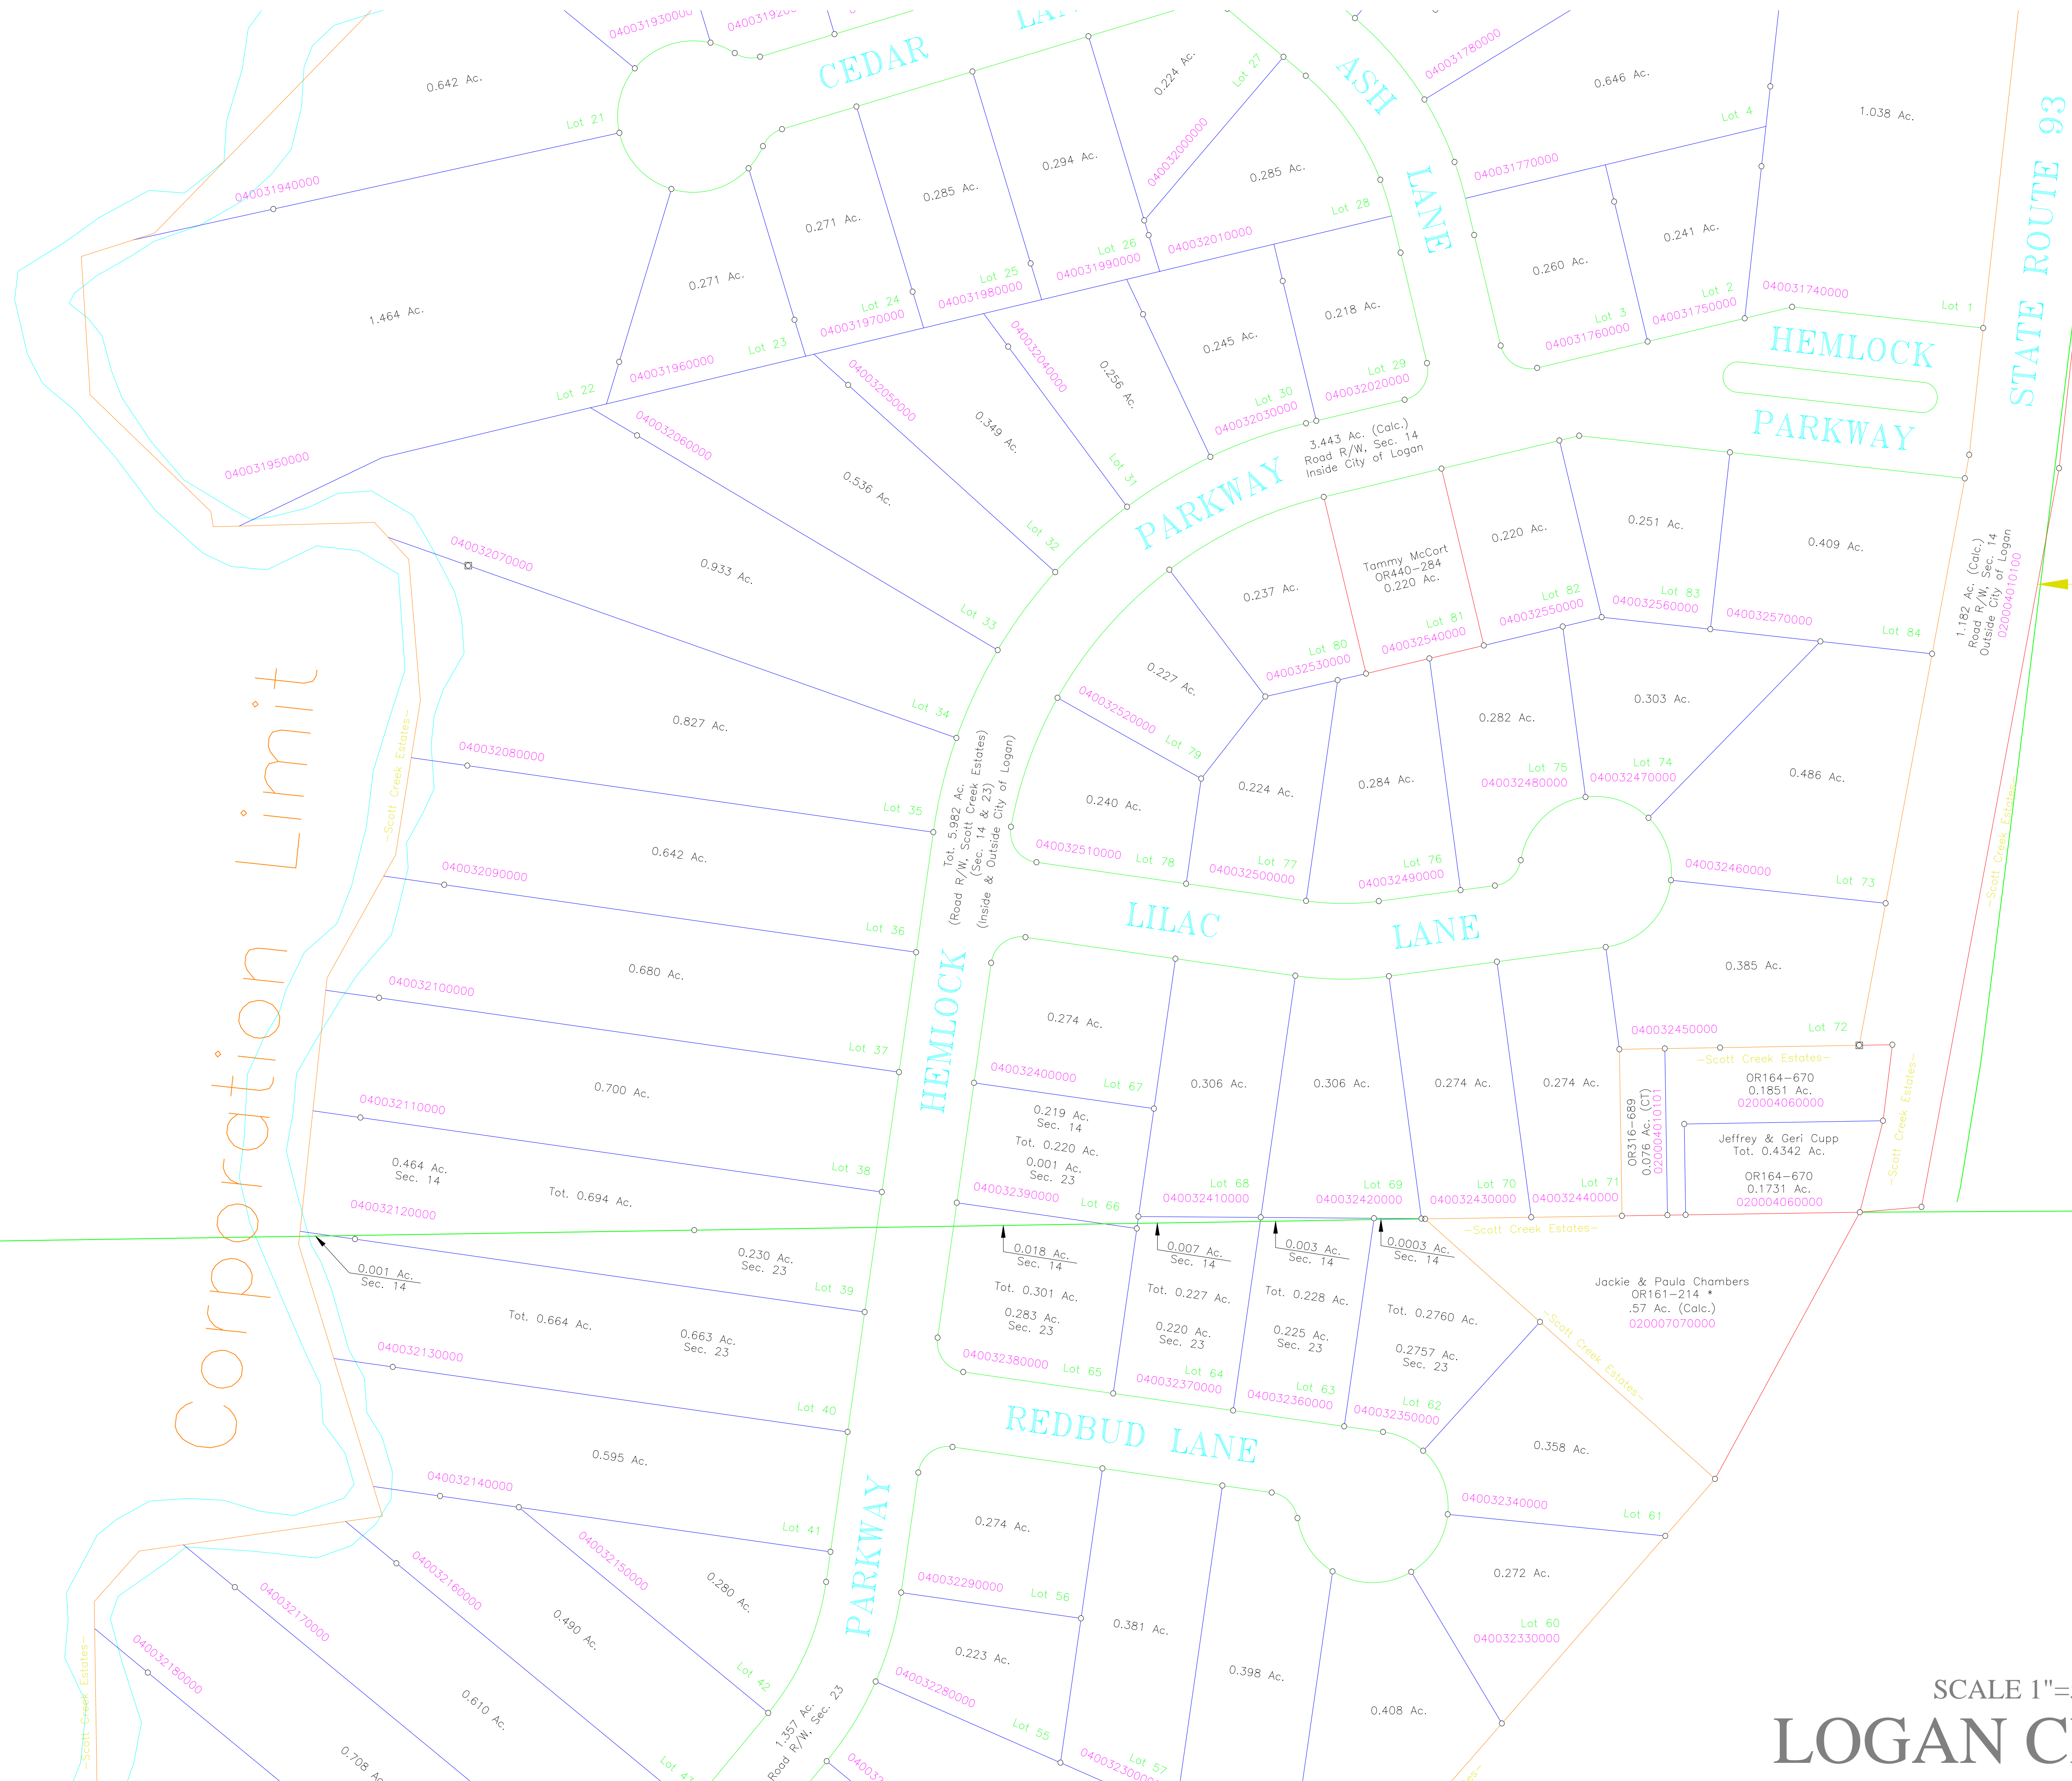 040031930000
CEDAR
ASH
LANE
0.642 Ac.
Lot 21
040031940000
0.224 Ac.
Lot 27
040032000000
040031780000
0.646 Ac.
Lot 4
1.038 Ac.
STATE ROUTE 93
0.294 Ac.
0.285 Ac.
0.285 Ac.
0.271 Ac.
0.271 Ac.
Lot 28
040032010000
Lot 26
040031990000
Lot 25
040031980000
Lot 24
040031970000
Lot 23
040031960000
Lot 22
1.464 Ac.
040031950000
040031770000
0.260 Ac.
0.241 Ac.
Lot 3
040031760000
Lot 2
040031750000
040031740000
Lot 1
HEMLOCK
PARKWAY
0.218 Ac.
Lot 29
040032020000
0.245 Ac.
Lot 30
040032030000
040032040000
0.256 Ac.
Lot 31
040032050000
0.349 Ac.
Lot 32
040032060000
0.536 Ac.
Lot 33
040032070000
0.933 Ac.
Lot 34
PARKWAY
3.443 Ac. (Calc.)
Road R/W, Sec. 14
Inside City of Logan
0.237 Ac.
Lot 80
040032530000
Tammy McCort
OR440-284
0.220 Ac.
Lot 81
040032540000
0.220 Ac.
Lot 82
040032550000
0.251 Ac.
Lot 83
040032560000
0.409 Ac.
040032570000
Lot 84
1.182 Ac. (Calc.)
Road R/W, Sec. 14
Outside City of Logan
020004010100
0.227 Ac.
040032520000
Lot 79
0.240 Ac.
040032510000
Lot 78
0.224 Ac.
Lot 77
040032500000
0.284 Ac.
Lot 76
040032490000
0.282 Ac.
Lot 75
040032480000
0.303 Ac.
Lot 74
040032470000
0.486 Ac.
040032460000
Lot 73
-Scott Creek Estates-
Corporation Limit
-Scott Creek Estates-
0.827 Ac.
040032080000
Lot 35
0.642 Ac.
040032090000
Lot 36
0.680 Ac.
040032100000
Lot 37
0.700 Ac.
040032110000
Lot 38
Tot. 5.982 Ac.
(Road R/W, Scott Creek Estates)
(Sec. 14 & 23)
(Inside & Outside City of Logan)
HEMLOCK
LILAC
LANE
0.385 Ac.
040032450000
Lot 72
-Scott Creek Estates-
0.274 Ac.
040032400000
Lot 67
0.219 Ac.
Sec. 14
Tot. 0.220 Ac.
0.001 Ac.
Sec. 23
040032390000
Lot 66
0.306 Ac.
Lot 68
040032410000
0.306 Ac.
Lot 69
040032420000
0.274 Ac.
Lot 70
040032430000
0.274 Ac.
Lot 71
040032440000
OR316-689
0.076 Ac. (CT)
020004010101
OR164-670
0.1851 Ac.
020004060000
Jeffrey & Geri Cupp
Tot. 0.4342 Ac.
OR164-670
0.1731 Ac.
020004060000
-Scott Creek Estates-
-Scott Creek Estates-
0.464 Ac.
Sec. 14
Tot. 0.694 Ac.
040032120000
0.230 Ac.
Sec. 23
Lot 39
0.001 Ac.
Sec. 14
Tot. 0.664 Ac.
0.663 Ac.
Sec. 23
040032130000
Lot 40
0.018 Ac.
Sec. 14
Tot. 0.301 Ac.
0.283 Ac.
Sec. 23
040032380000
Lot 65
0.007 Ac.
Sec. 14
Tot. 0.227 Ac.
0.220 Ac.
Sec. 23
Lot 64
040032370000
0.003 Ac.
Sec. 14
Tot. 0.228 Ac.
0.225 Ac.
Sec. 23
Lot 63
040032360000
0.0003 Ac.
Sec. 14
Tot. 0.2760 Ac.
0.2757 Ac.
Sec. 23
Lot 62
040032350000
Jackie & Paula Chambers
OR161-214 *
.57 Ac. (Calc.)
020007070000
-Scott Creek Estates-
0.595 Ac.
040032140000
Lot 41
REDBUD LANE
PARKWAY
0.358 Ac.
040032340000
Lot 61
0.272 Ac.
Lot 60
040032330000
0.274 Ac.
040032290000
Lot 56
0.223 Ac.
040032280000
Lot 55
0.381 Ac.
Lot 57
0.398 Ac.
0.408 Ac.
040032150000
0.280 Ac.
Lot 42
040032160000
0.490 Ac.
040032170000
0.610 Ac.
040032180000
0.708 Ac.
-Scott Creek Estates-
1.357 Ac.
Road R/W, Sec. 23
SCALE 1"=
LOGAN